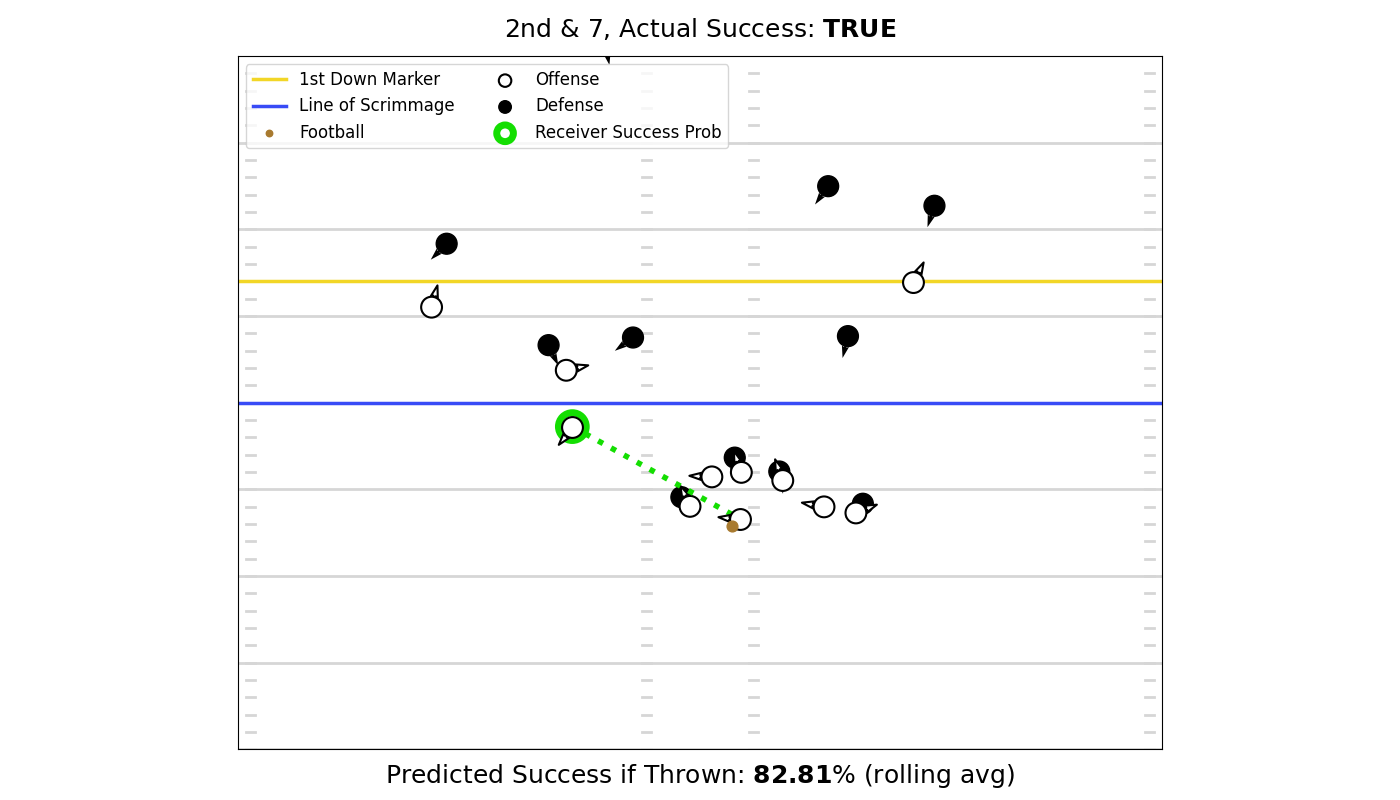 2nd & 7, Actual Success: TRUE
1st Down Marker
Line of Scrimmage
Football
Offense
Defense
Receiver Success Prob
Predicted Success if Thrown: 82.81% (rolling avg)